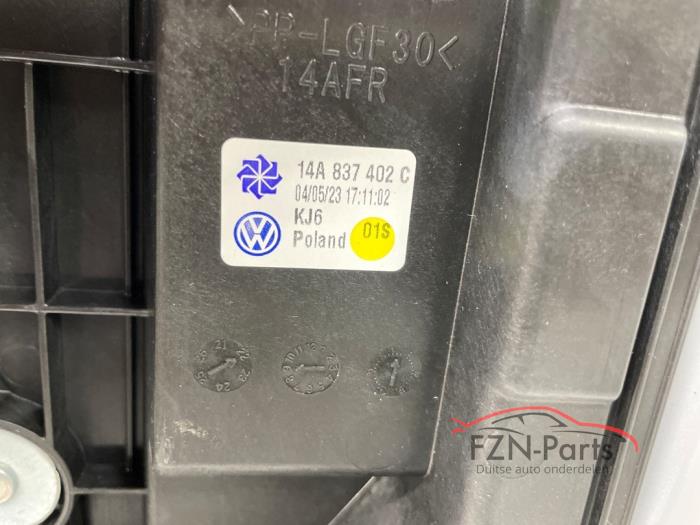 >PP-LGF30<
14AFR
14A 837 402 C
04/05/23 17:11:02
KJ6
Poland D1S
FZN-Parts
Duitse auto onderdelen